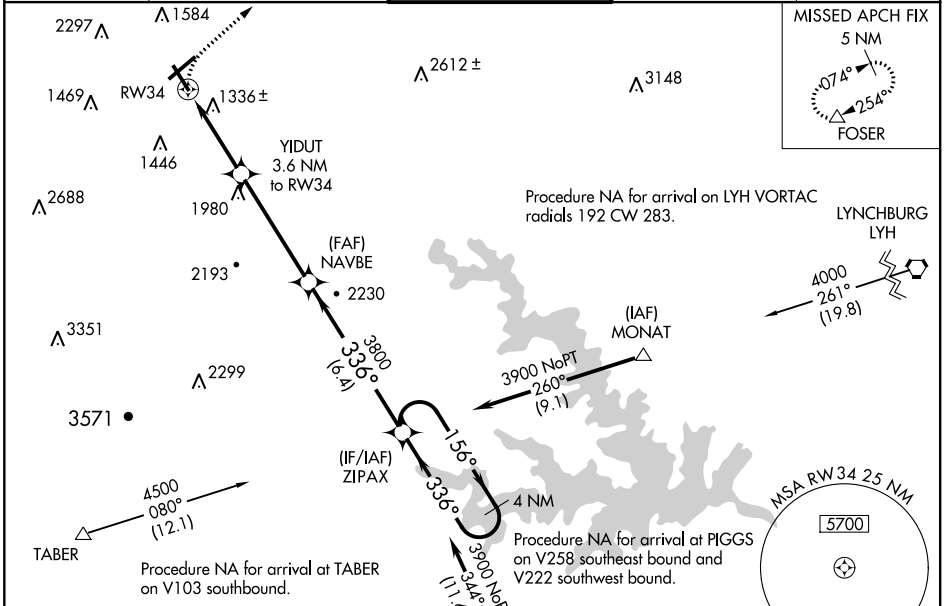 1584
2297
MISSED APCH FIX
5 NM
074°
254°
FOSER
2612 ±
3148
RW34
1469
1336 ±
1446
YIDUT
3.6 NM
to RW34
2688
1980
Procedure NA for arrival on LYH VORTAC
radials 192 CW 283.
LYNCHBURG
LYH
(FAF)
NAVBE
2193
2230
4000
261°
(19.8)
(IAF)
MONAT
3351
3800
336°
(6.4)
3900 NoPT
260°
(9.1)
2299
3571
(IF/IAF)
ZIPAX
156°
336°
4 NM
4500
080°
(12.1)
TABER
MSA RW34 25 NM
5700
Procedure NA for arrival at PIGGS
on V258 southeast bound and
V222 southwest bound.
Procedure NA for arrival at TABER
on V103 southbound.
3900 NoPT
344°